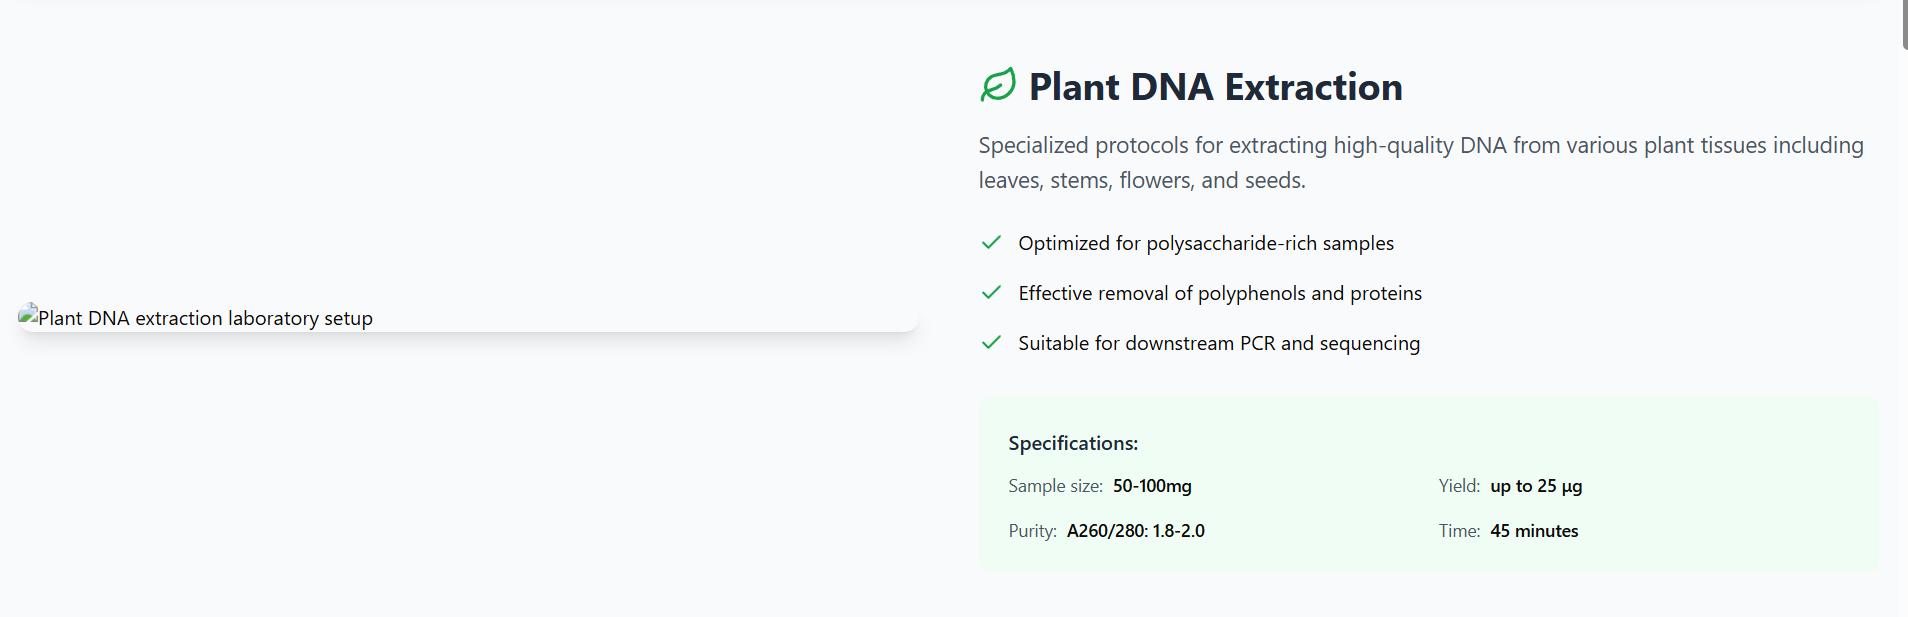 Plant DNA Extraction
Specialized protocols for extracting high-quality DNA from various plant tissues including
leaves, stems, flowers, and seeds.
Optimized for polysaccharide-rich samples
Effective removal of polyphenols and proteins
Plant DNA extraction laboratory setup
Suitable for downstream PCR and sequencing
Specifications:
Sample size: 50-100mg
Yield: up to 25 µg
Purity: A260/280: 1.8-2.0
Time: 45 minutes